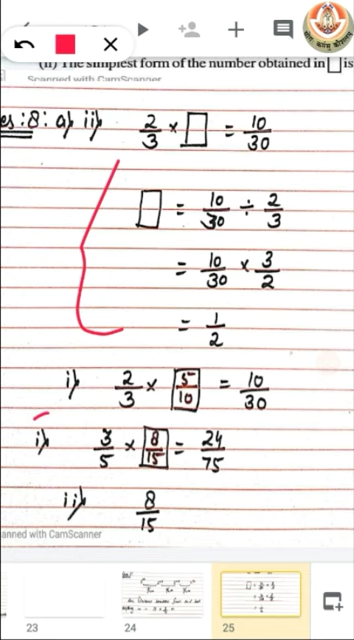 (ii) The simplest form of the number obtained in □ is
Scanned with CamScanner
es:8: a) ii) 2/3 × □ = 10/30
□ = 10/30 ÷ 2/3
= 10/30 × 3/2
= 1/2
i) 2/3 × [5/10] = 10/30
i) 3/5 × [8/15] = 24/75
ii) 8/15
anned with CamScanner
23 24 25